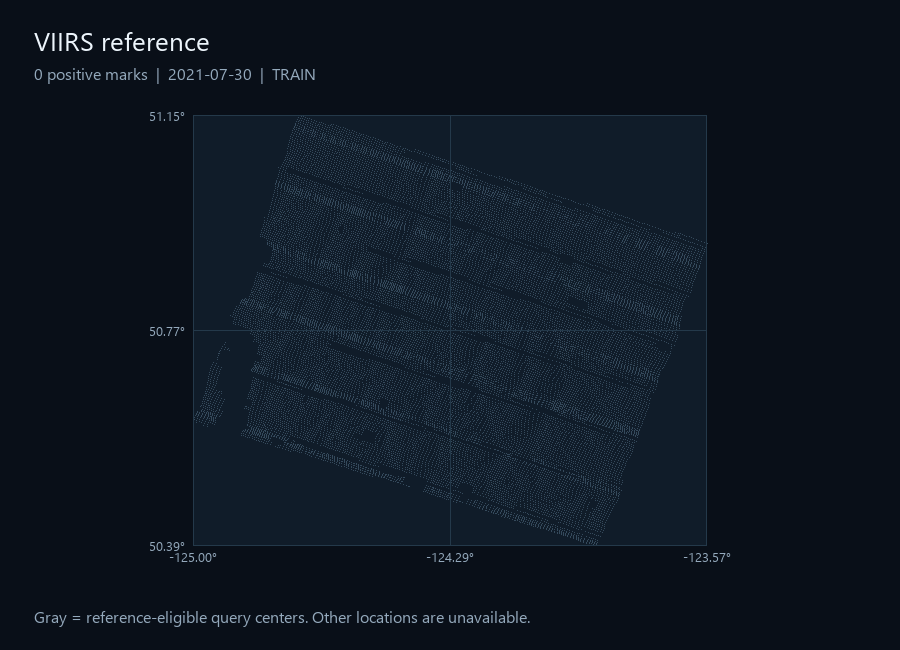 VIIRS reference
0 positive marks | 2021-07-30 | TRAIN
51.15°
50.77°
50.39°
-125.00°
-124.29°
-123.57°
Gray = reference-eligible query centers. Other locations are unavailable.